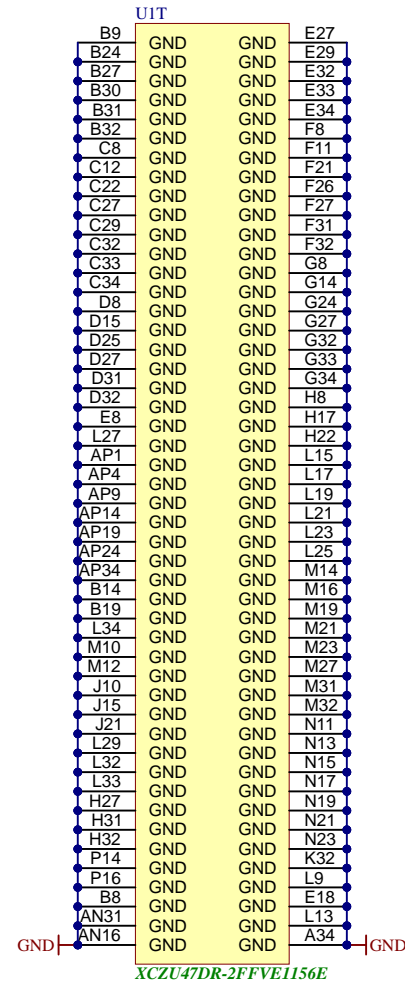 U1T
B9 GND GND E27
B24 GND GND E29
B27 GND GND E32
B30 GND GND E33
B31 GND GND E34
B32 GND GND F8
C8 GND GND F11
C12 GND GND F21
C22 GND GND F26
C27 GND GND F27
C29 GND GND F31
C32 GND GND F32
C33 GND GND G8
C34 GND GND G14
D8 GND GND G24
D15 GND GND G27
D25 GND GND G32
D27 GND GND G33
D31 GND GND G34
D32 GND GND H8
E8 GND GND H17
L27 GND GND H22
AP1 GND GND L15
AP4 GND GND L17
AP9 GND GND L19
AP14 GND GND L21
AP19 GND GND L23
AP24 GND GND L25
AP34 GND GND M14
B14 GND GND M16
B19 GND GND M19
L34 GND GND M21
M10 GND GND M23
M12 GND GND M27
J10 GND GND M31
J15 GND GND M32
J21 GND GND N11
L29 GND GND N13
L32 GND GND N15
L33 GND GND N17
H27 GND GND N19
H31 GND GND N21
H32 GND GND N23
P14 GND GND K32
P16 GND GND L9
B8 GND GND E18
AN31 GND GND L13
GND AN16 GND GND A34 GND
XCZU47DR-2FFVE1156E